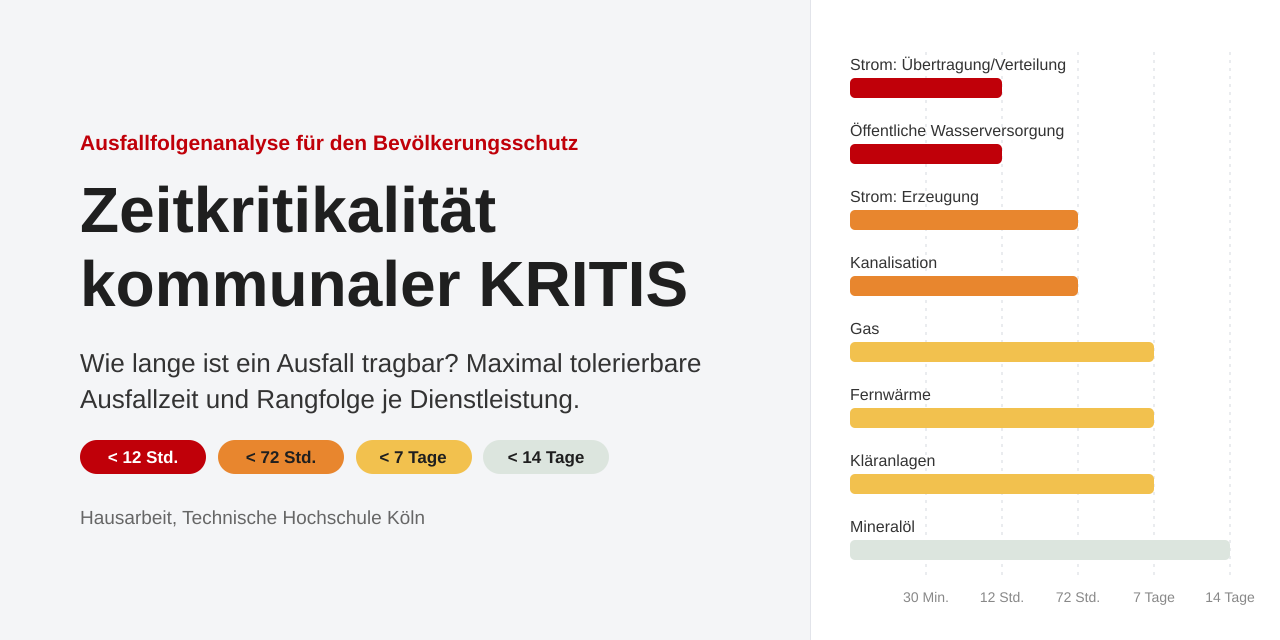 Ausfallfolgenanalyse für den Bevölkerungsschutz
Zeitkritikalität
kommunaler KRITIS
Wie lange ist ein Ausfall tragbar? Maximal tolerierbare
Ausfallzeit und Rangfolge je Dienstleistung.
< 12 Std.
< 72 Std.
< 7 Tage
< 14 Tage
Hausarbeit, Technische Hochschule Köln
Strom: Übertragung/Verteilung
Öffentliche Wasserversorgung
Strom: Erzeugung
Kanalisation
Gas
Fernwärme
Kläranlagen
Mineralöl
30 Min.
12 Std.
72 Std.
7 Tage
14 Tage